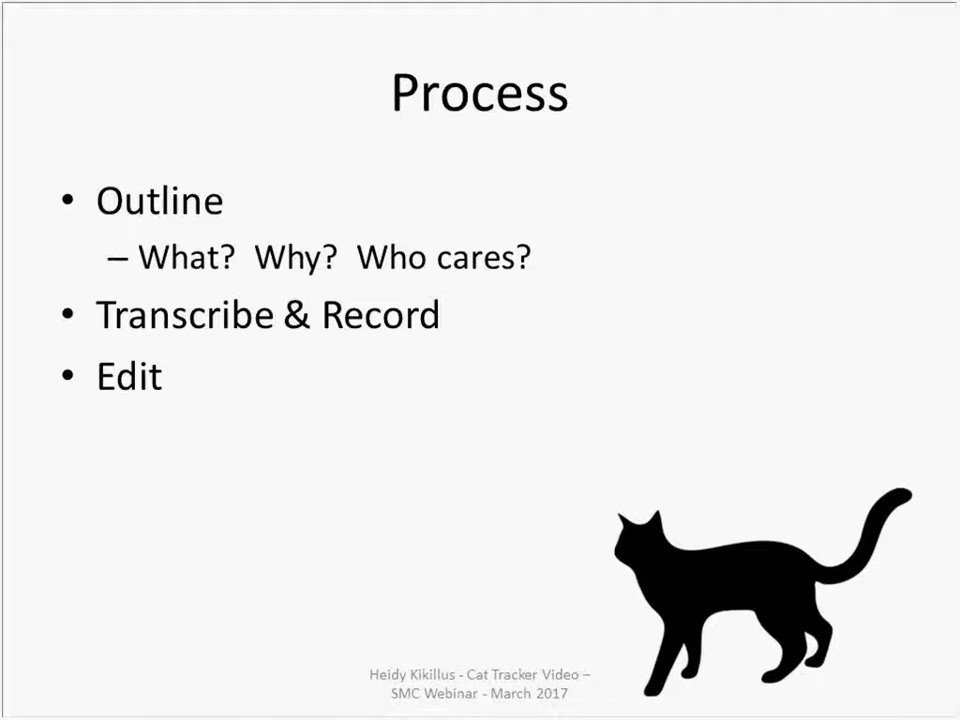 Process
• Outline
– What? Why? Who cares?
• Transcribe & Record
• Edit
Heidy Kikillus - Cat Tracker Video –
SMC Webinar - March 2017